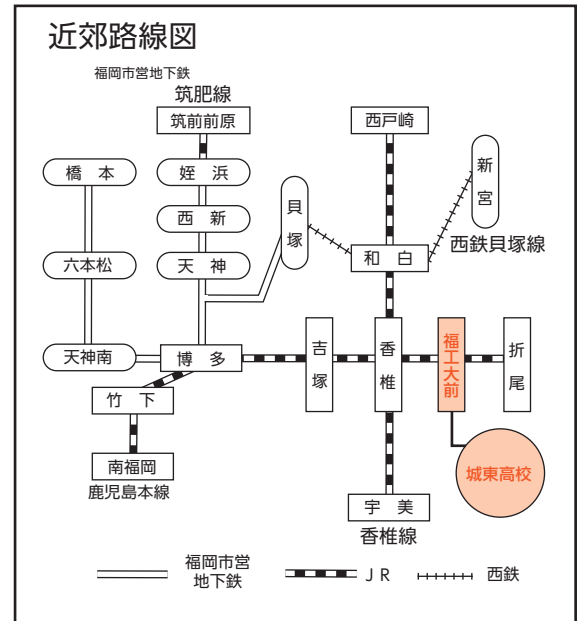 近郊路線図
福岡市営地下鉄
筑肥線
筑前前原
西戸崎
橋本
姪浜
新宮
西新
貝塚
西鉄貝塚線
六本松
天神
和白
天神南
博多
吉塚
香椎
福工大前
折尾
竹下
南福岡
鹿児島本線
城東高校
宇美
香椎線
福岡市営
地下鉄
JR
西鉄